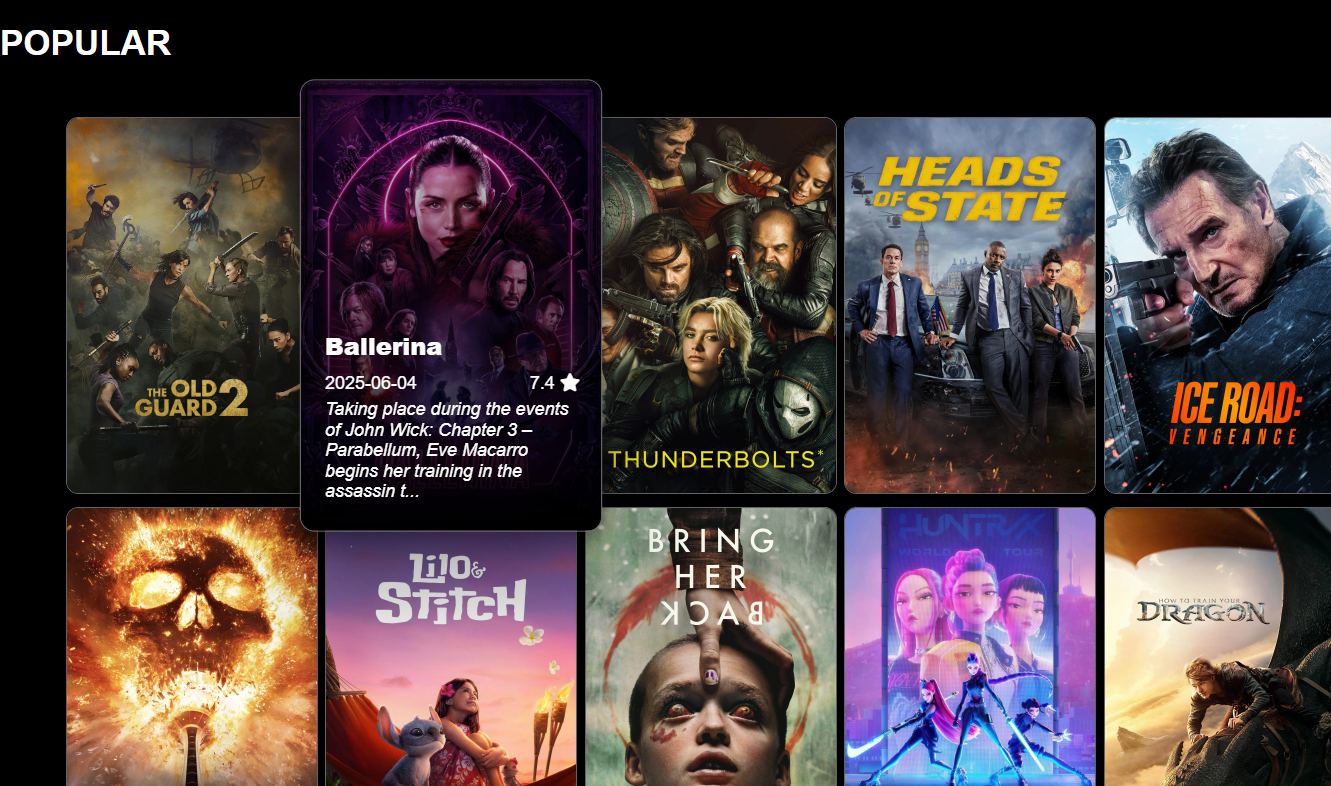 POPULAR
THE OLD
GUARD 2
Ballerina
2025-06-04 7.4
Taking place during the events
of John Wick: Chapter 3 –
Parabellum, Eve Macarro
begins her training in the
assassin t...
THUNDERBOLTS*
HEADS
OF STATE
ICE ROAD:
VENGEANCE
Lilo &
Stitch
BRING
HER
BACK
HUNTR/X
WORLD TOUR
HOW TO TRAIN YOUR
DRAGON